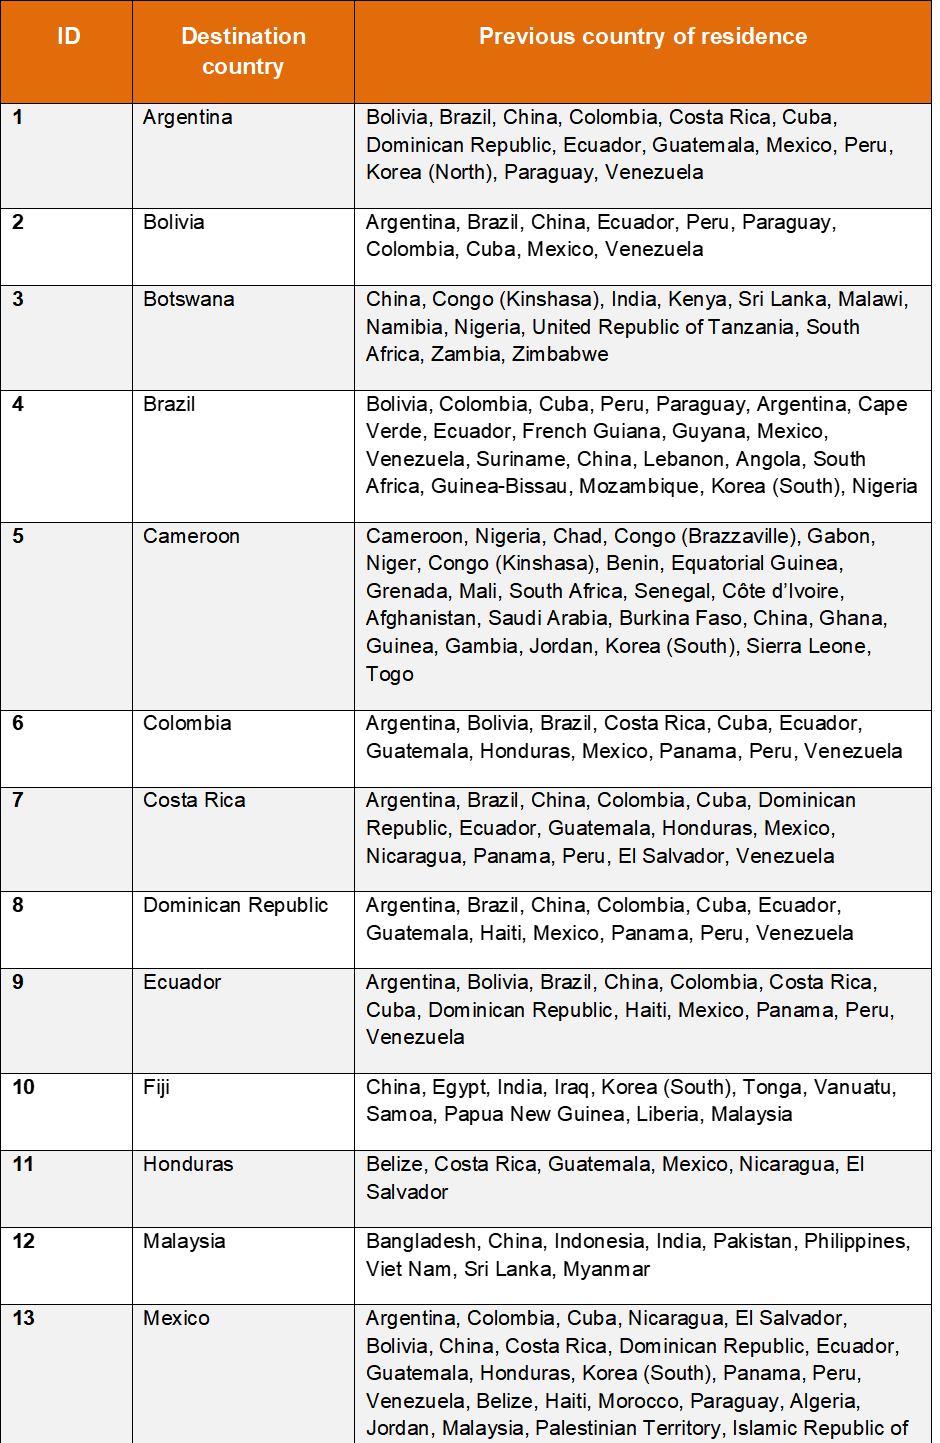 ID
Destination
country
Previous country of residence
1
Argentina
Bolivia, Brazil, China, Colombia, Costa Rica, Cuba,
Dominican Republic, Ecuador, Guatemala, Mexico, Peru,
Korea (North), Paraguay, Venezuela
2
Bolivia
Argentina, Brazil, China, Ecuador, Peru, Paraguay,
Colombia, Cuba, Mexico, Venezuela
3
Botswana
China, Congo (Kinshasa), India, Kenya, Sri Lanka, Malawi,
Namibia, Nigeria, United Republic of Tanzania, South
Africa, Zambia, Zimbabwe
4
Brazil
Bolivia, Colombia, Cuba, Peru, Paraguay, Argentina, Cape
Verde, Ecuador, French Guiana, Guyana, Mexico,
Venezuela, Suriname, China, Lebanon, Angola, South
Africa, Guinea-Bissau, Mozambique, Korea (South), Nigeria
5
Cameroon
Cameroon, Nigeria, Chad, Congo (Brazzaville), Gabon,
Niger, Congo (Kinshasa), Benin, Equatorial Guinea,
Grenada, Mali, South Africa, Senegal, Côte d’Ivoire,
Afghanistan, Saudi Arabia, Burkina Faso, China, Ghana,
Guinea, Gambia, Jordan, Korea (South), Sierra Leone,
Togo
6
Colombia
Argentina, Bolivia, Brazil, Costa Rica, Cuba, Ecuador,
Guatemala, Honduras, Mexico, Panama, Peru, Venezuela
7
Costa Rica
Argentina, Brazil, China, Colombia, Cuba, Dominican
Republic, Ecuador, Guatemala, Honduras, Mexico,
Nicaragua, Panama, Peru, El Salvador, Venezuela
8
Dominican Republic
Argentina, Brazil, China, Colombia, Cuba, Ecuador,
Guatemala, Haiti, Mexico, Panama, Peru, Venezuela
9
Ecuador
Argentina, Bolivia, Brazil, China, Colombia, Costa Rica,
Cuba, Dominican Republic, Haiti, Mexico, Panama, Peru,
Venezuela
10
Fiji
China, Egypt, India, Iraq, Korea (South), Tonga, Vanuatu,
Samoa, Papua New Guinea, Liberia, Malaysia
11
Honduras
Belize, Costa Rica, Guatemala, Mexico, Nicaragua, El
Salvador
12
Malaysia
Bangladesh, China, Indonesia, India, Pakistan, Philippines,
Viet Nam, Sri Lanka, Myanmar
13
Mexico
Argentina, Colombia, Cuba, Nicaragua, El Salvador,
Bolivia, China, Costa Rica, Dominican Republic, Ecuador,
Guatemala, Honduras, Korea (South), Panama, Peru,
Venezuela, Belize, Haiti, Morocco, Paraguay, Algeria,
Jordan, Malaysia, Palestinian Territory, Islamic Republic of